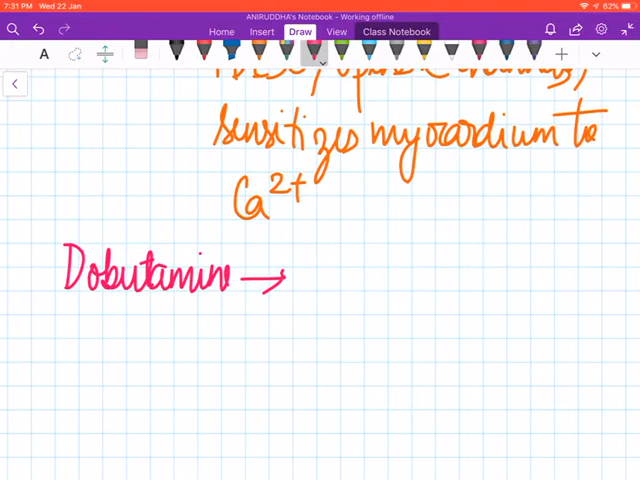 7:31 PM Wed 22 Jan
62%
ANIRUDDHA's Notebook - Working offline
Home Insert Draw View Class Notebook
A
sensitizes myocardium to
Ca²⁺
Dobutamine →